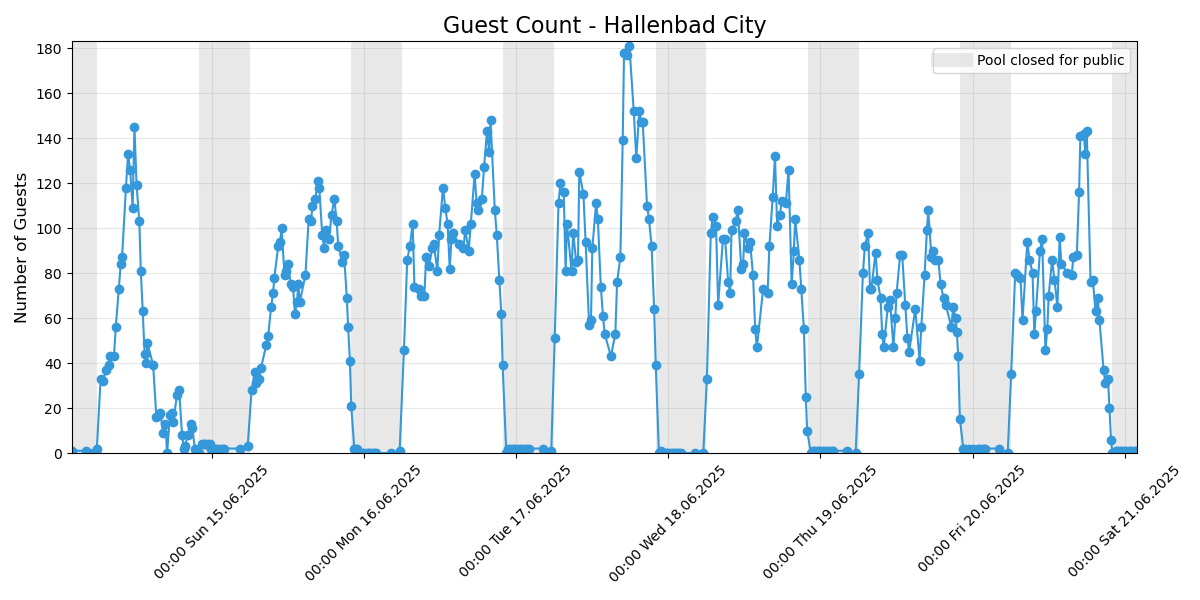 Guest Count - Hallenbad City
Pool closed for public
Number of Guests
180
160
140
120
100
80
60
40
20
0
00:00 Sun 15.06.2025
00:00 Mon 16.06.2025
00:00 Tue 17.06.2025
00:00 Wed 18.06.2025
00:00 Thu 19.06.2025
00:00 Fri 20.06.2025
00:00 Sat 21.06.2025